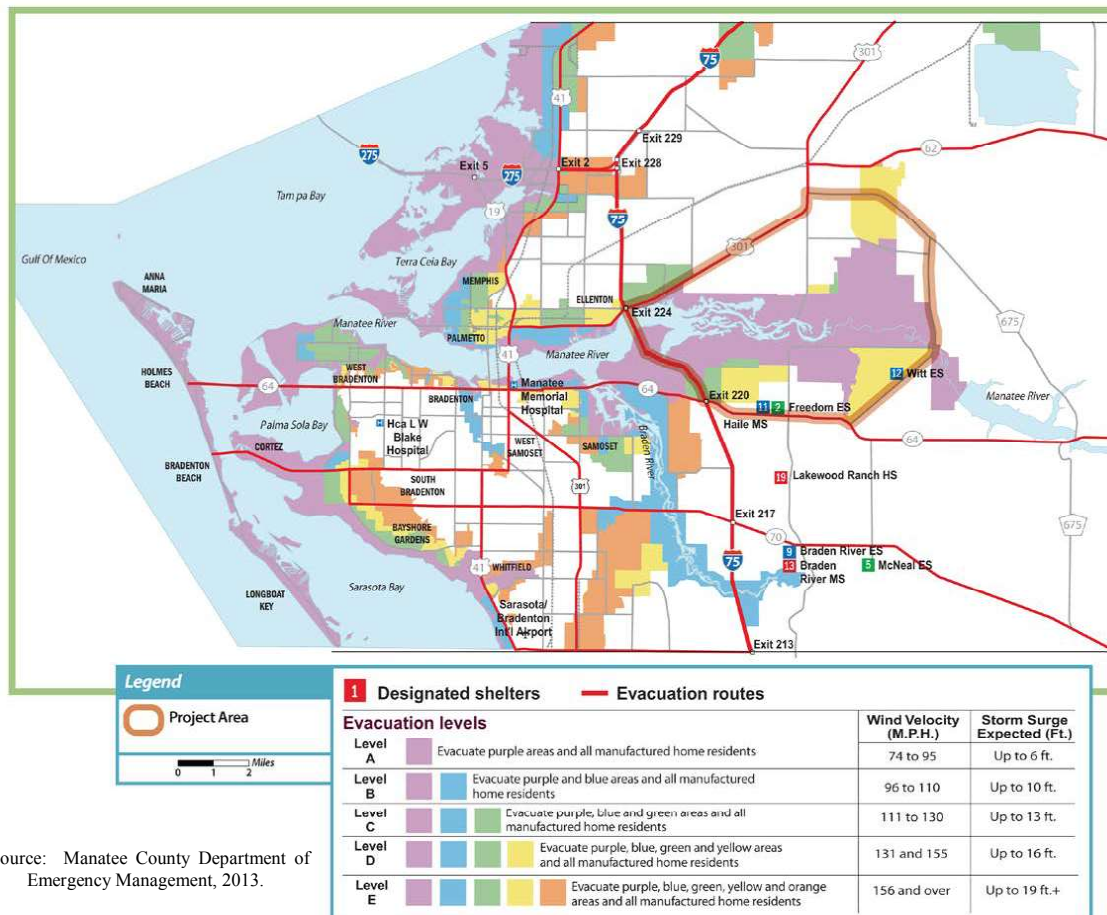 75
301
41
Exit 229
275
Exit 5
275
Exit 2
Exit 228
62
Tam pa Bay
19
75
301
Gulf Of Mexico
Terra Ceia Bay
ANNA
MARIA
MEMPHIS
ELLENTON
Exit 224
Manatee River
PALMETTO
675
41
Manatee River
HOLMES
BEACH
64
WEST
BRADENTON
BRADENTON
H Manatee
Memorial
Hospital
64
Exit 220
12 Witt ES
Manatee River
11 2 Freedom ES
Haile MS
Palma Sola Bay
H Hca L W
Blake
Hospital
Braden River
64
CORTEZ
WEST
SAMOSET
SAMOSET
BRADENTON
BEACH
SOUTH
BRADENTON
301
19 Lakewood Ranch HS
Exit 217
675
BAYSHORE
GARDENS
70
9 Braden River ES
13 Braden
River MS
5 McNeal ES
41
WHITFIELD
75
Sarasota Bay
LONGBOAT
KEY
Sarasota/
Bradenton
Int'l Airport
Exit 213
Legend
Project Area
0 1 2 Miles
1 Designated shelters
Evacuation routes
Evacuation levels
Wind Velocity
(M.P.H.)
Storm Surge
Expected (Ft.)
Level
A
Evacuate purple areas and all manufactured home residents
74 to 95
Up to 6 ft.
Level
B
Evacuate purple and blue areas and all manufactured
home residents
96 to 110
Up to 10 ft.
Level
C
Evacuate purple, blue and green areas and all
manufactured home residents
111 to 130
Up to 13 ft.
Level
D
Evacuate purple, blue, green and yellow areas
and all manufactured home residents
131 and 155
Up to 16 ft.
Level
E
Evacuate purple, blue, green, yellow and orange
areas and all manufactured home residents
156 and over
Up to 19 ft.+
ource: Manatee County Department of
Emergency Management, 2013.